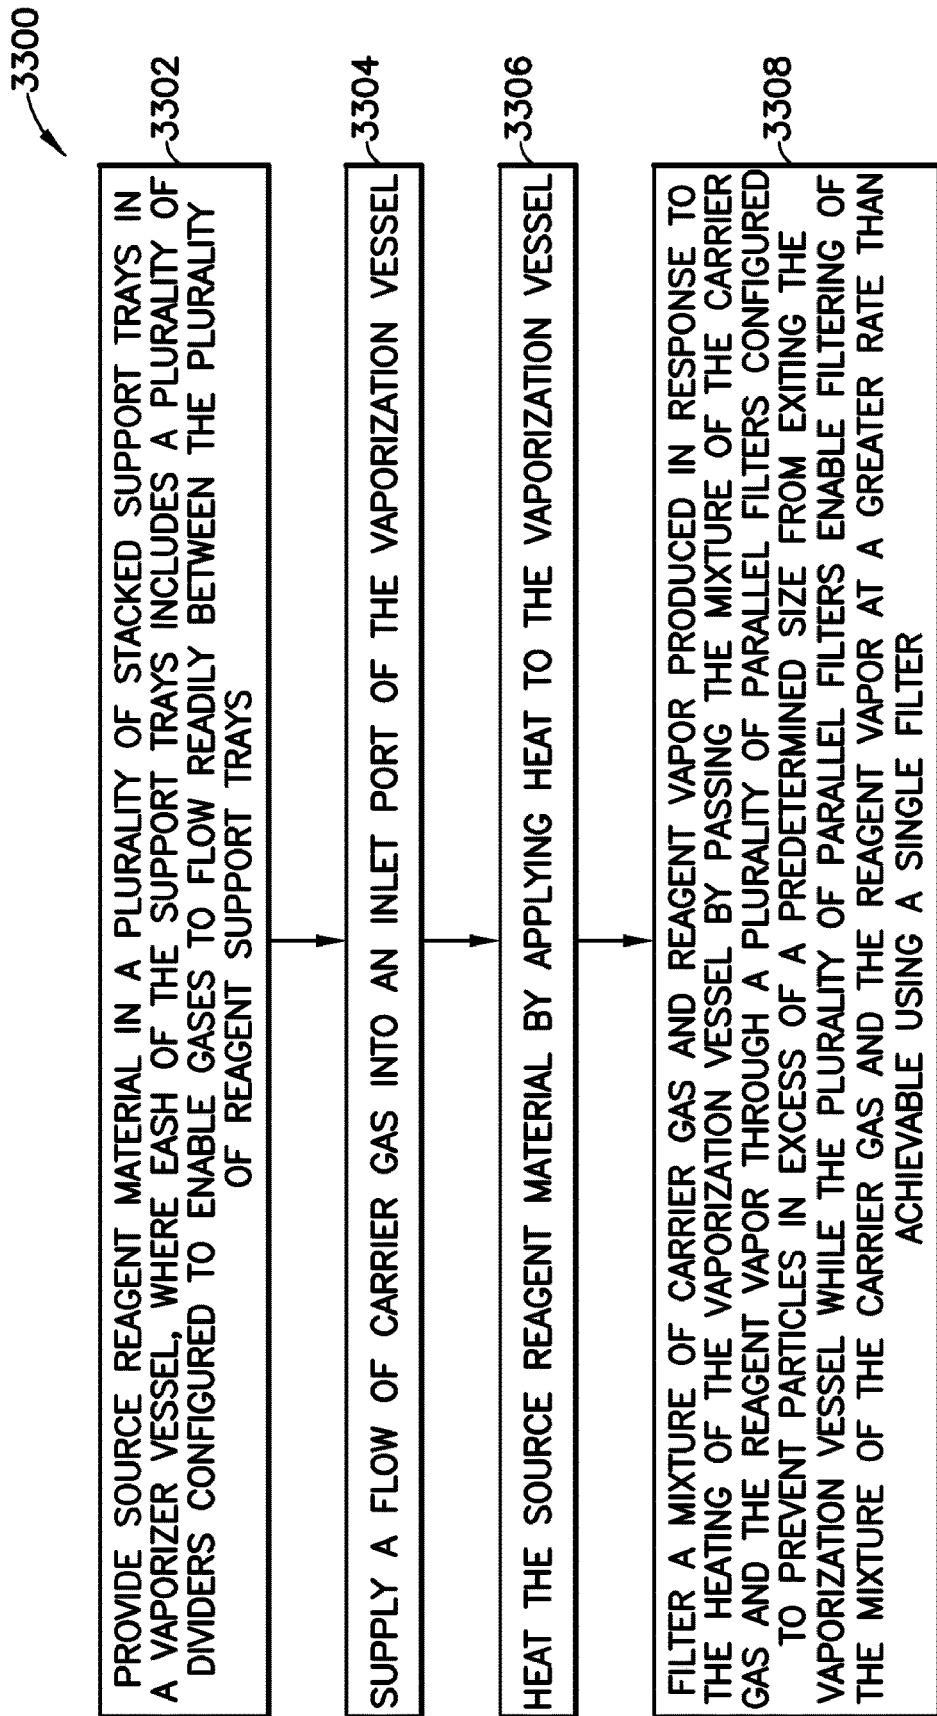 3300
3302
PROVIDE SOURCE REAGENT MATERIAL IN A PLURALITY OF STACKED SUPPORT TRAYS IN
A VAPORIZER VESSEL, WHERE EASH OF THE SUPPORT TRAYS INCLUDES A PLURALITY OF
DIVIDERS CONFIGURED TO ENABLE GASES TO FLOW READILY BETWEEN THE PLURALITY
OF REAGENT SUPPORT TRAYS
3304
SUPPLY A FLOW OF CARRIER GAS INTO AN INLET PORT OF THE VAPORIZATION VESSEL
3306
HEAT THE SOURCE REAGENT MATERIAL BY APPLYING HEAT TO THE VAPORIZATION VESSEL
3308
FILTER A MIXTURE OF CARRIER GAS AND REAGENT VAPOR PRODUCED IN RESPONSE TO
THE HEATING OF THE VAPORIZATION VESSEL BY PASSING THE MIXTURE OF THE CARRIER
GAS AND THE REAGENT VAPOR THROUGH A PLURALITY OF PARALLEL FILTERS CONFIGURED
TO PREVENT PARTICLES IN EXCESS OF A PREDETERMINED SIZE FROM EXITING THE
VAPORIZATION VESSEL WHILE THE PLURALITY OF PARALLEL FILTERS ENABLE FILTERING OF
THE MIXTURE OF THE CARRIER GAS AND THE REAGENT VAPOR AT A GREATER RATE THAN
ACHIEVABLE USING A SINGLE FILTER